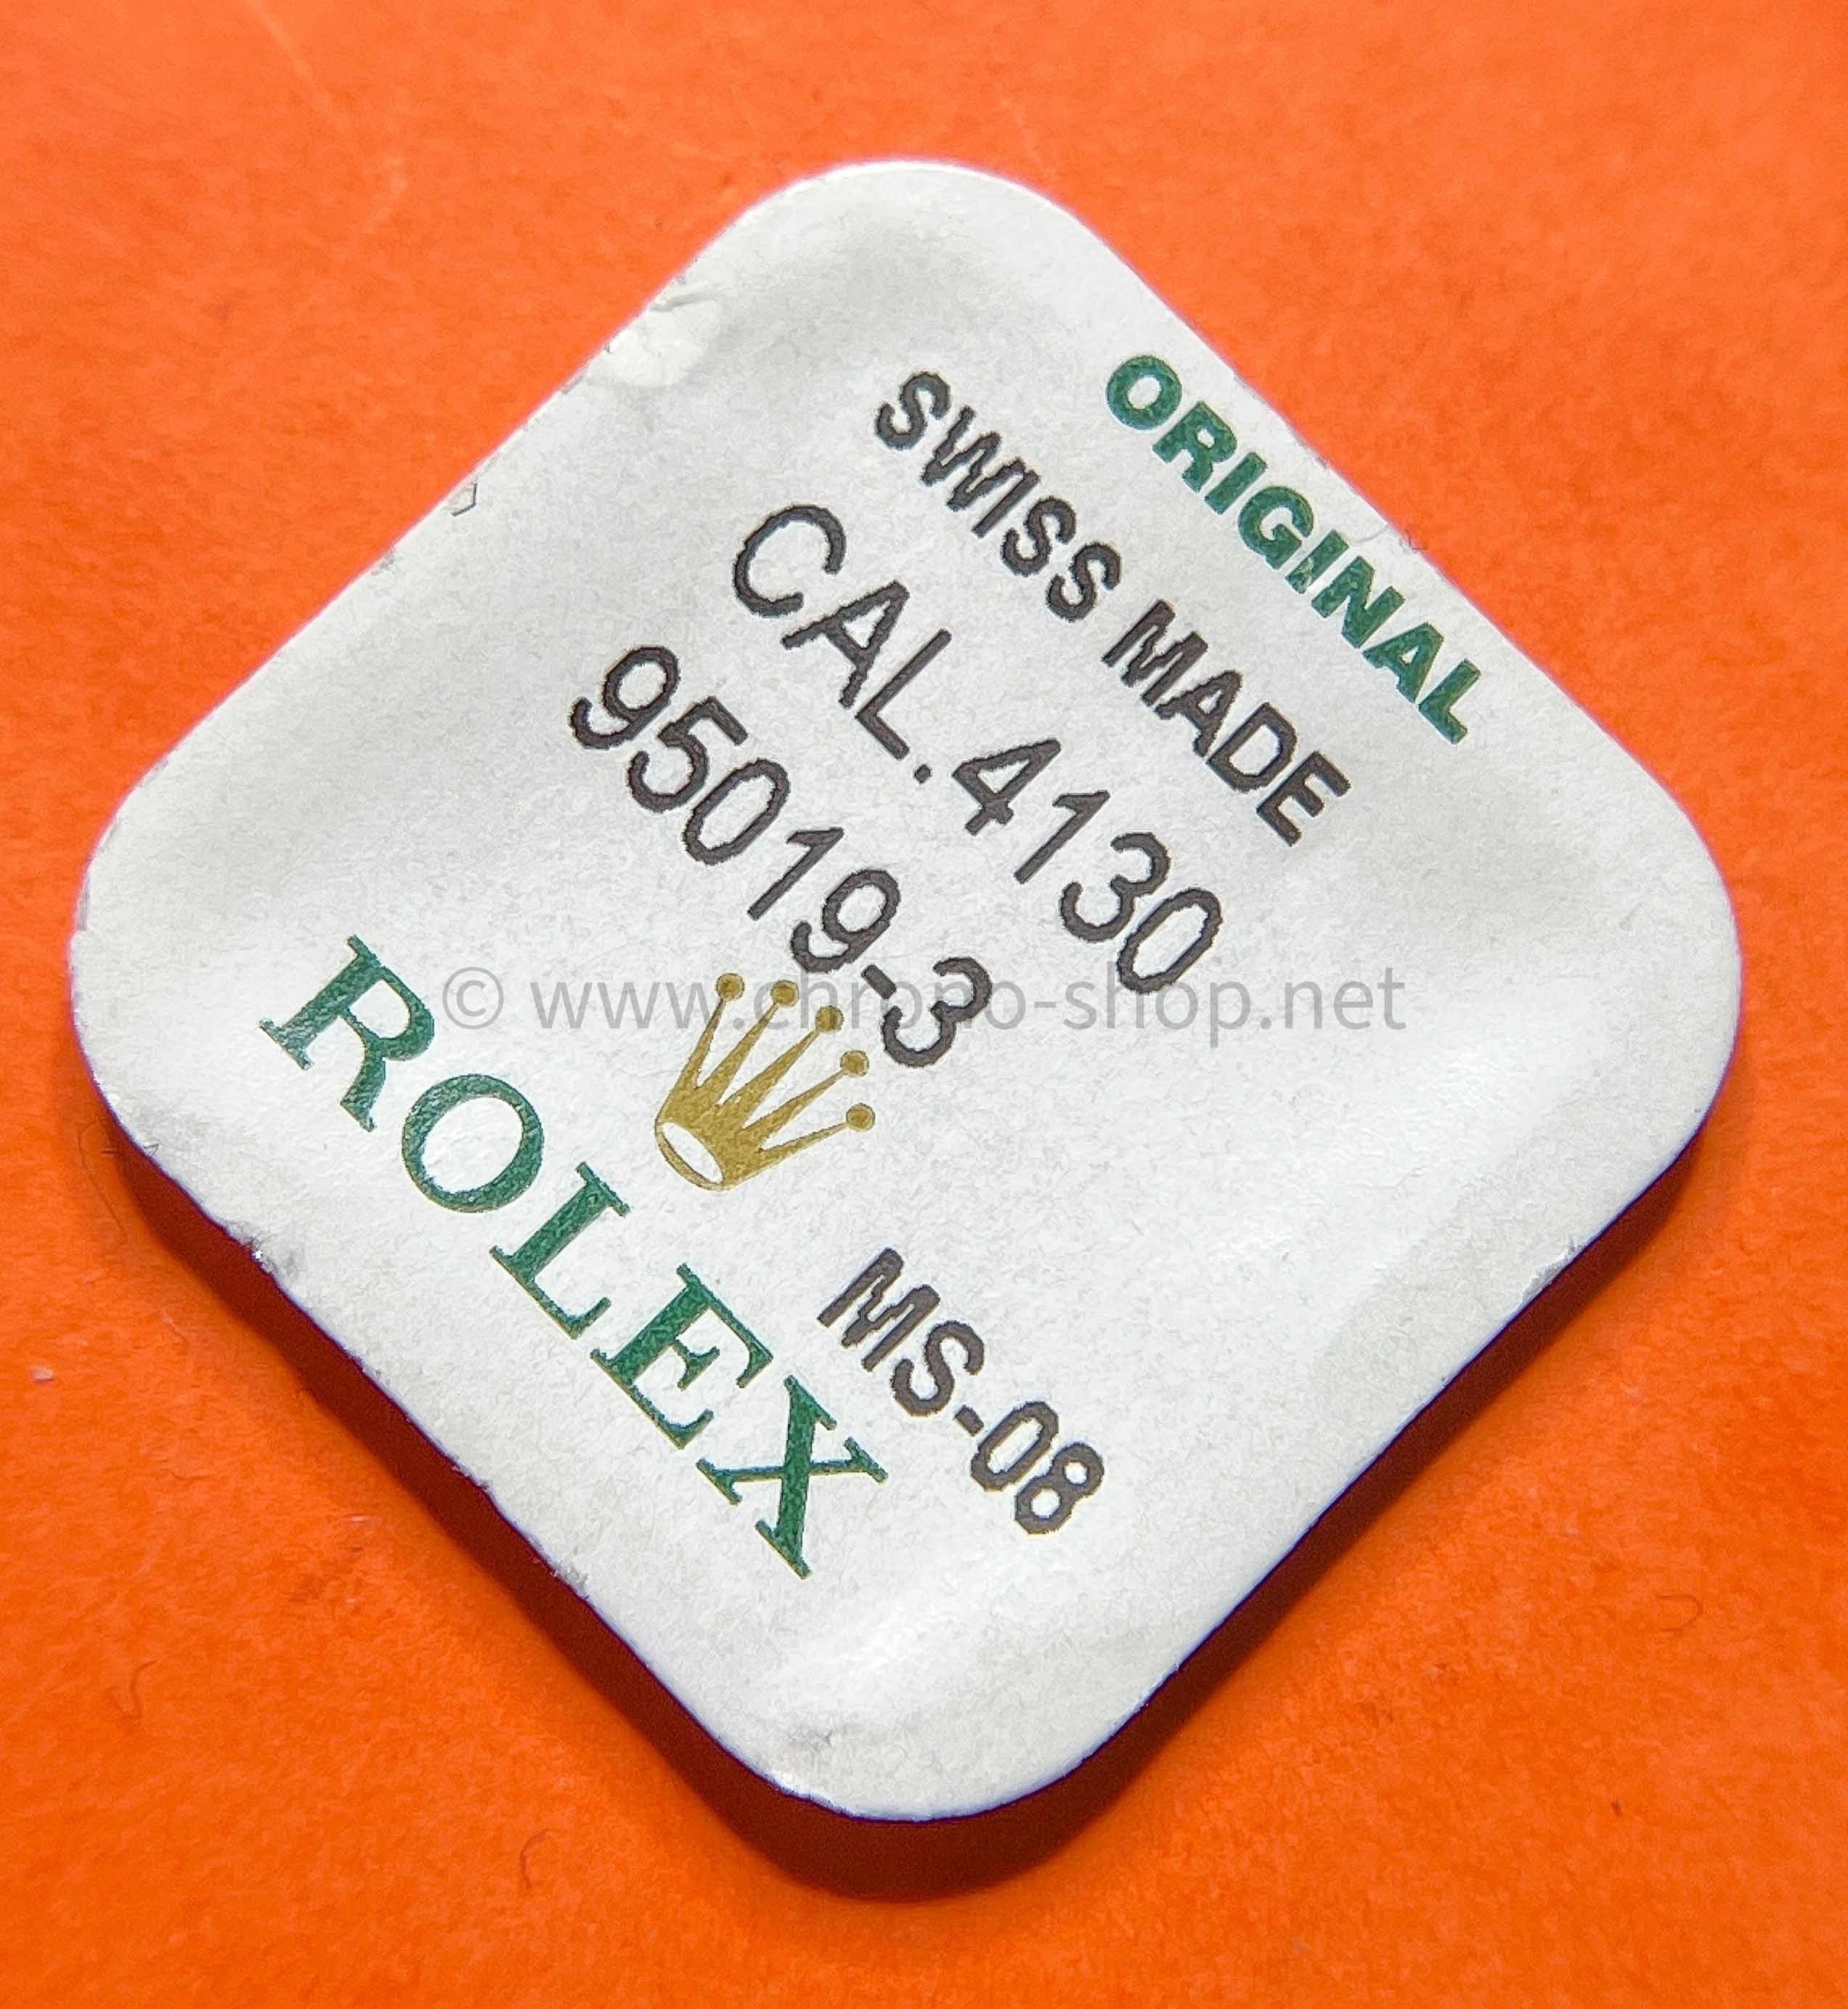 ORIGINAL
SWISS MADE
CAL.4130
95019-3
MS-08
ROLEX
© www.chrono-shop.net